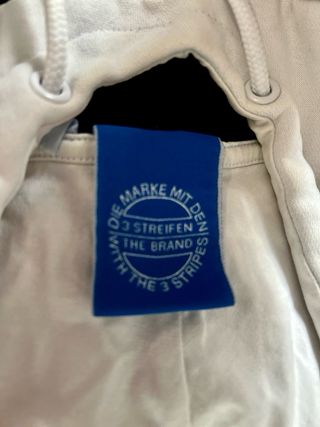 DIE MARKE MIT DEN
3 STREIFEN
THE BRAND
WITH THE 3 STRIPES